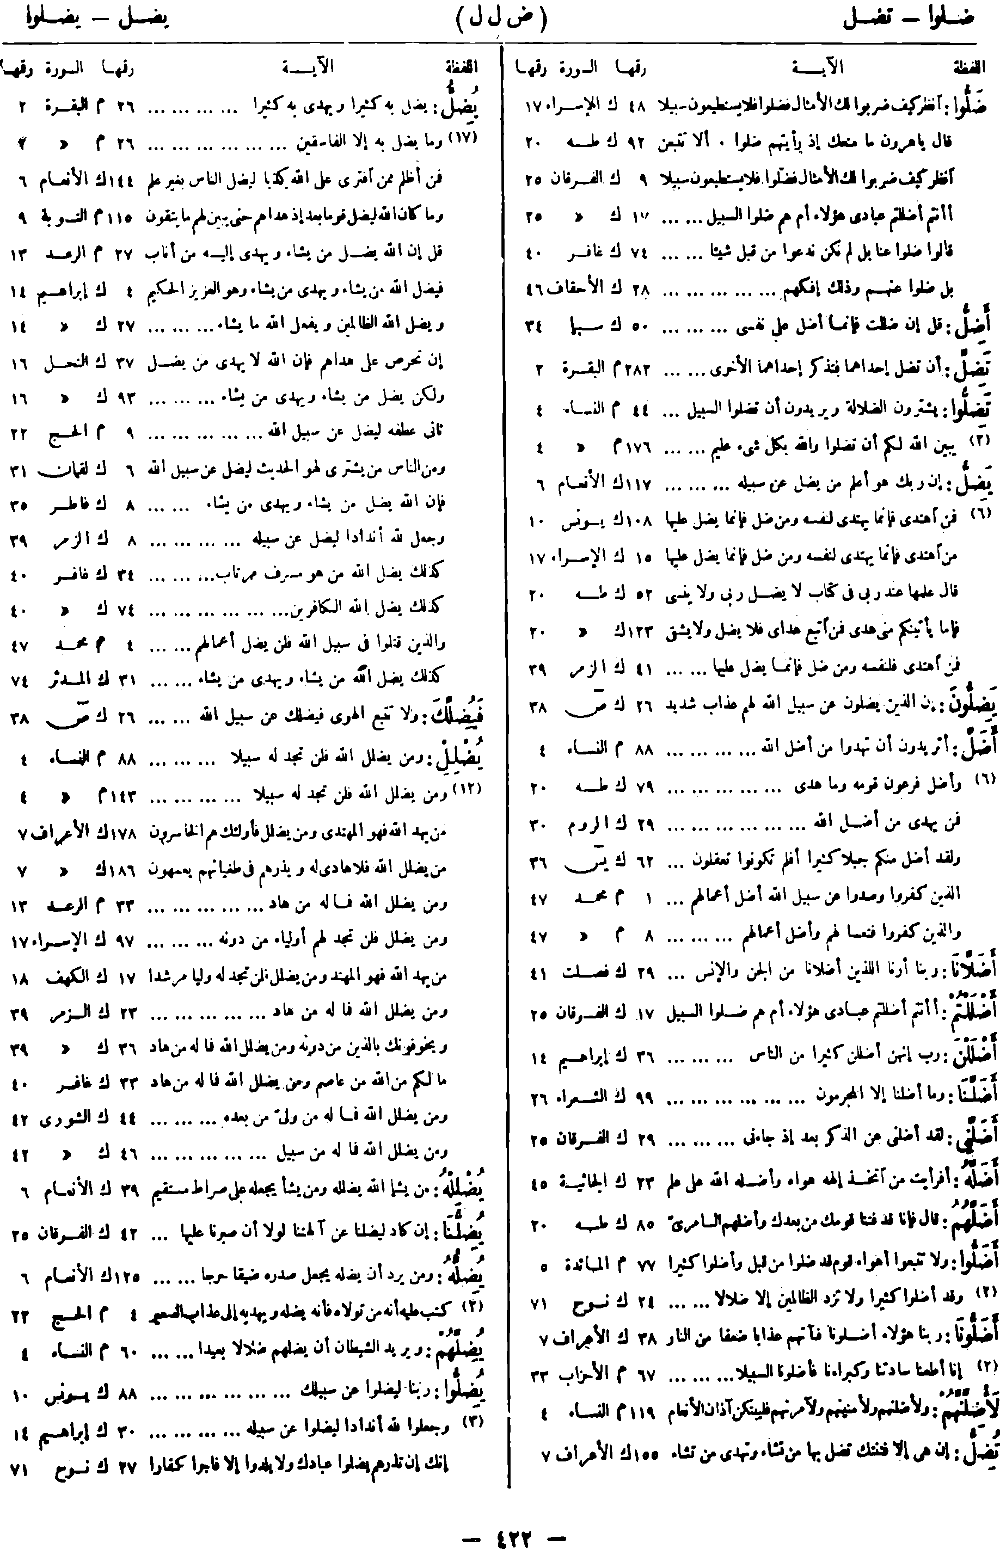 ضلوا – تضل (ض ل ل) يضل – يضلوا
اللفظة الآية رقمها السورة رقمها
ضَلُّوا : انظر كيف ضربوا لك الأمثال فضلوا فلا يستطيعون سبيلا ٤٨ ك الإسراء ١٧
قال ياهرون ما منعك إذ رأيتهم ضلوا ٠ ألا تتبعن ٩٢ ك طه ٢٠
انظر كيف ضربوا لك الأمثال فضلوا، فلا يستطيعون سبيلا ٩ ك الفرقان ٢٥
أأنتم أضللتم عبادى هؤلاء أم هم ضلوا السبيل ... ... ١٧ ك » ٢٥
قالوا ضلوا عنا بل لم نكن ندعوا من قبل شيئا ... ... ٧٤ ك غافر ٤٠
بل ضلوا عنهم وذلك إفكهم ... ... ... ... ... ٢٨ ك الأحقاف ٤٦
أَضِلُّ : قل إن ضللت فإنما أضل على نفسى ... ... ... ٥٠ ك سبإ ٣٤
تَضِلَّ : أن تضل إحداهما فتذكر إحداهما الأخرى ... ... ٢٨٢ م البقرة ٢
تَضِلُّوا : يشترون الضلالة ويريدون أن تضلوا السبيل ... ٤٤ م النساء ٤
(٢) يبين الله لكم أن تضلوا والله بكل شىء عليم ... ... ١٧٦ م » ٤
يَضِلُّ : إن ربك هو أعلم من يضل عن سبيله ... ... ... ١١٧ ك الأنعام ٦
(٦) فمن اهتدى فإنما يهتدى لنفسه ومن ضل فإنما يضل عليها ١٠٨ ك يونس ١٠
من اهتدى فإنما يهتدى لنفسه ومن ضل فإنما يضل عليها ١٥ ك الإسراء ١٧
قال علمها عند ربى فى كتاب لا يضل ربى ولا ينسى ٥٢ ك طه ٢٠
فإما يأتينكم منى هدى فمن اتبع هداى فلا يضل ولا يشقى ١٢٣ ك » ٢٠
فمن اهتدى فلنفسه ومن ضل فإنما يضل عليها ... ... ٤١ ك الزمر ٣٩
يَضِلُّونَ : إن الذين يضلون عن سبيل الله لهم عذاب شديد ٢٦ ك صٓ ٣٨
أَضَلَّ : أتريدون أن تهدوا من أضل الله ... ... ... ... ٨٨ م النساء ٤
(٦) وأضل فرعون قومه وما هدى ... ... ... ... ... ٧٩ ك طه ٢٠
فمن يهدى من أضل الله ... ... ... ... ... ... ٢٩ ك الروم ٣٠
ولقد أضل منكم جبلا كثيرا أفلم تكونوا تعقلون ... ٦٢ ك يٓس ٣٦
الذين كفروا وصدوا عن سبيل الله أضل أعمالهم ... ١ م محمد ٤٧
والذين كفروا فتعسا لهم وأضل أعمالهم ... ... ... ٨ م » ٤٧
أَضَلَّانَا : ربنا أرنا اللذين أضلانا من الجن والإنس ... ٢٩ ك فصلت ٤١
أَضْلَلْتُمْ : أأنتم أضللتم عبادى هؤلاء أم هم ضلوا السبيل ١٧ ك الفرقان ٢٥
أَضْلَلْنَ : رب إنهن أضللن كثيرا من الناس ... ... ... ٣٦ ك إبراهيم ١٤
أَضَلَّنَا : وما أضلنا إلا المجرمون ... ... ... ... ... ... ٩٩ ك الشعراء ٢٦
أَضَلَّنِي : لقد أضلنى عن الذكر بعد إذ جاءنى ... ... ... ٢٩ ك الفرقان ٢٥
أَضَلَّهُ : أفرأيت من اتخذ إلهه هواه وأضله الله على علم ٢٣ ك الجاثية ٤٥
أَضَلَّهُمُ : قال فإنا قد فتنا قومك من بعدك وأضلهم السامرى ٨٥ ك طه ٢٠
أَضَلُّوا : ولا تتبعوا أهواء قوم قد ضلوا من قبل وأضلوا كثيرا ٧٧ م المائدة ٥
(٢) وقد أضلوا كثيرا ولا تزد الظالمين إلا ضلالا ... ... ٢٤ ك نوح ٧١
أَضَلُّونَا : ربنا هؤلاء أضلونا فآتهم عذابا ضعفا من النار ٣٨ ك الأعراف ٧
(٢) إنا أطعنا سادتنا وكبراءنا فأضلونا السبيلا ... ... ... ٦٧ م الأحزاب ٣٣
لَأُضِلَّنَّهُمْ : ولأضلنهم ولأمنينهم ولآمرنهم فليبتكن آذان الأنعام ١١٩ م النساء ٤
تُضِلُّ : إن هى إلا فتنتك تضل بها من تشاء وتهدى من تشاء ١٥٥ ك الأعراف ٧
اللفظة الآية رقمها السورة رقمها
يُضِلُّ : يضل به كثيرا ويهدى به كثيرا ... ... ... ... ٢٦ م البقرة ٢
(١٧) وما يضل به إلا الفاسقين ... ... ... ... ... ... ٢٦ م » ٢
فمن أظلم ممن افترى على الله كذبا ليضل الناس بغير علم ١٤٤ ك الأنعام ٦
وما كان الله ليضل قوما بعد إذ هداهم حتى يبين لهم ما يتقون ١١٥ م التوبة ٩
قل إن الله يضل من يشاء ويهدى إليه من أناب ٢٧ م الرعد ١٣
فيضل الله من يشاء ويهدى من يشاء وهو العزيز الحكيم ٤ ك إبراهيم ١٤
ويضل الله الظالمين ويفعل الله ما يشاء ... ... ... ٢٧ ك » ١٤
إن تحرص على هداهم فإن الله لا يهدى من يضل ٣٧ ك النحل ١٦
ولكن يضل من يشاء ويهدى من يشاء ... ... ... ٩٣ ك » ١٦
ثانى عطفه ليضل عن سبيل الله ... ... ... ... ... ٩ م الحج ٢٢
ومن الناس من يشترى لهو الحديث ليضل عن سبيل الله ٦ ك لقمان ٣١
فإن الله يضل من يشاء ويهدى من يشاء ... ... ٨ ك فاطر ٣٥
وجعل لله أندادا ليضل عن سبيله ... ... ... ... ٨ ك الزمر ٣٩
كذلك يضل الله من هو مسرف مرتاب ... ... ... ٣٤ ك غافر ٤٠
كذلك يضل الله الكافرين ... ... ... ... ... ... ٧٤ ك » ٤٠
والذين قتلوا فى سبيل الله فلن يضل أعمالهم ... ... ٤ م محمد ٤٧
كذلك يضل الله من يشاء ويهدى من يشاء ... ... ٣١ ك المدثر ٧٤
فَيُضِلَّكَ : ولا تتبع الهوى فيضلك عن سبيل الله ... ... ٢٦ ك صٓ ٣٨
يُضْلِلْ : ومن يضلل الله فلن تجد له سبيلا ... ... ... ٨٨ م النساء ٤
(١٢) ومن يضلل الله فلن تجد له سبيلا ... ... ... ... ١٤٣ م » ٤
من يهد الله فهو المهتدى ومن يضلل فأولئك هم الخاسرون ١٧٨ ك الأعراف ٧
من يضلل الله فلا هادى له ويذرهم فى طغيانهم يعمهون ١٨٦ ك » ٧
ومن يضلل الله فما له من هاد ... ... ... ... ... ٣٣ م الرعد ١٣
ومن يضلل فلن تجد لهم أولياء من دونه ... ... ... ٩٧ ك الإسراء ١٧
من يهد الله فهو المهتد ومن يضلل فلن تجد له وليا مرشدا ١٧ ك الكهف ١٨
ومن يضلل الله فما له من هاد ... ... ... ... ... ٢٣ ك الزمر ٣٩
ويخوفونك بالذين من دونه ومن يضلل الله فما له من هاد ٣٦ ك » ٣٩
ما لكم من الله من عاصم ومن يضلل الله فما له من هاد ٣٣ ك غافر ٤٠
ومن يضلل الله فما له من ولىّ من بعده ... ... ... ٤٤ ك الشورى ٤٢
ومن يضلل الله فما له من سبيل ... ... ... ... ... ٤٦ ك » ٤٢
يُضْلِلْهُ : من يشإ الله يضلله ومن يشأ يجعله على صراط مستقيم ٣٩ ك الأنعام ٦
يُضِلُّنَا : إن كاد ليضلنا عن آلهتنا لولا أن صبرنا عليها ... ٤٢ ك الفرقان ٢٥
يُضِلَّهُ : ومن يرد أن يضله يجعل صدره ضيقا حرجا ... ... ١٢٥ ك الأنعام ٦
(٢) كتب عليه أنه من تولاه فأنه يضله ويهديه إلى عذاب السعير ٤ م الحج ٢٢
يُضِلَّهُمْ : ويريد الشيطان أن يضلهم ضلالا بعيدا ... ... ٦٠ م النساء ٤
يُضِلُّوا : ربنا ليضلوا عن سبيلك ... ... ... ... ... ... ٨٨ ك يونس ١٠
(٣) وجعلوا لله أندادا ليضلوا عن سبيله ... ... ... ... ٣٠ ك إبراهيم ١٤
إنك إن تذرهم يضلوا عبادك ولا يلدوا إلا فاجرا كفارا ٢٧ ك نوح ٧١
— ٤٢٢ —